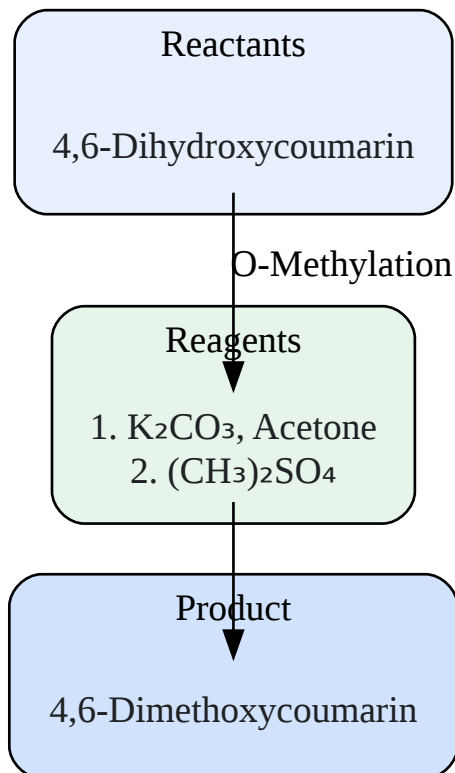 Reactants
4,6-Dihydroxycoumarin
O-Methylation
Reagents
1. K₂CO₃, Acetone
2. (CH₃)₂SO₄
Product
4,6-Dimethoxycoumarin